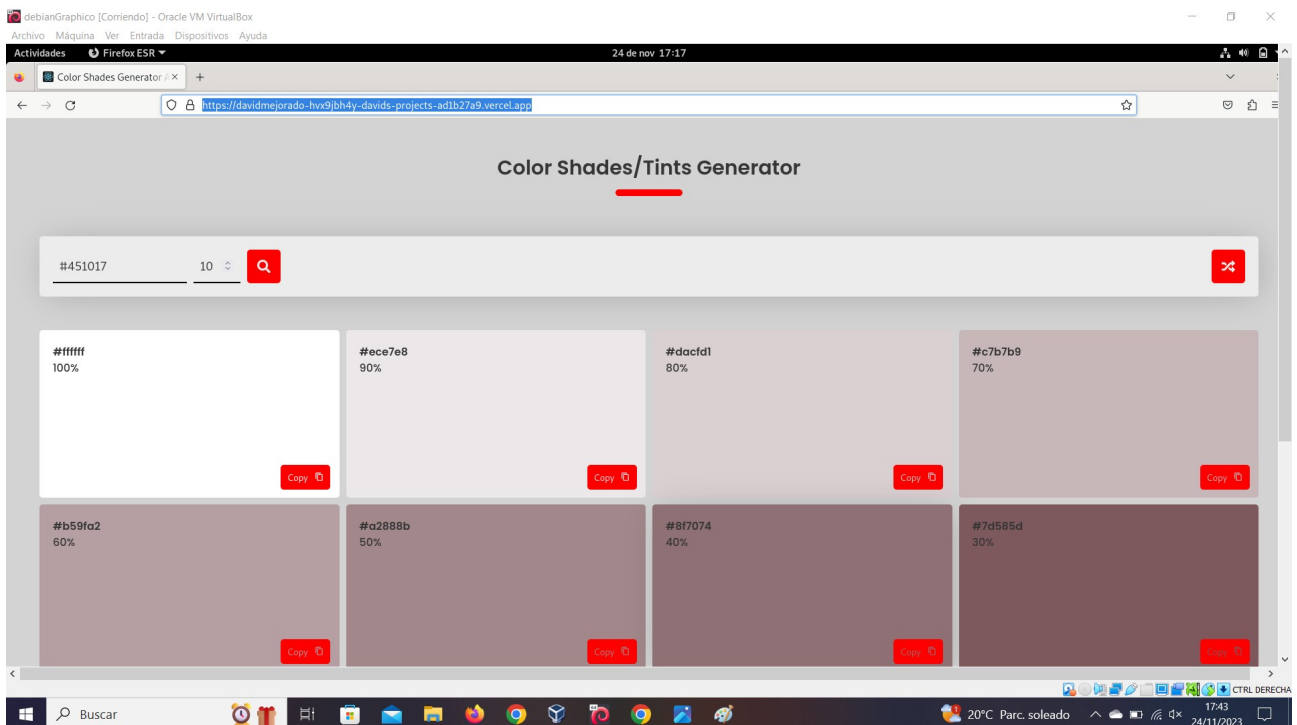 debianGraphico [Corriendo] - Oracle VM VirtualBox
Archivo Máquina Ver Entrada Dispositivos Ayuda
Actividades Firefox ESR 24 de nov 17:17
Color Shades Generator
https://davidmejorado-hvx9jbh4y-davids-projects-ad1b27a9.vercel.app
Color Shades/Tints Generator
#451017 10
#ffffff
100%
Copy
#ece7e8
90%
Copy
#dacfd1
80%
Copy
#c7b7b9
70%
Copy
#b59fa2
60%
Copy
#a2888b
50%
Copy
#8f7074
40%
Copy
#7d585d
30%
Copy
CTRL DERECHA
Buscar
20°C Parc. soleado
17:43
24/11/2023